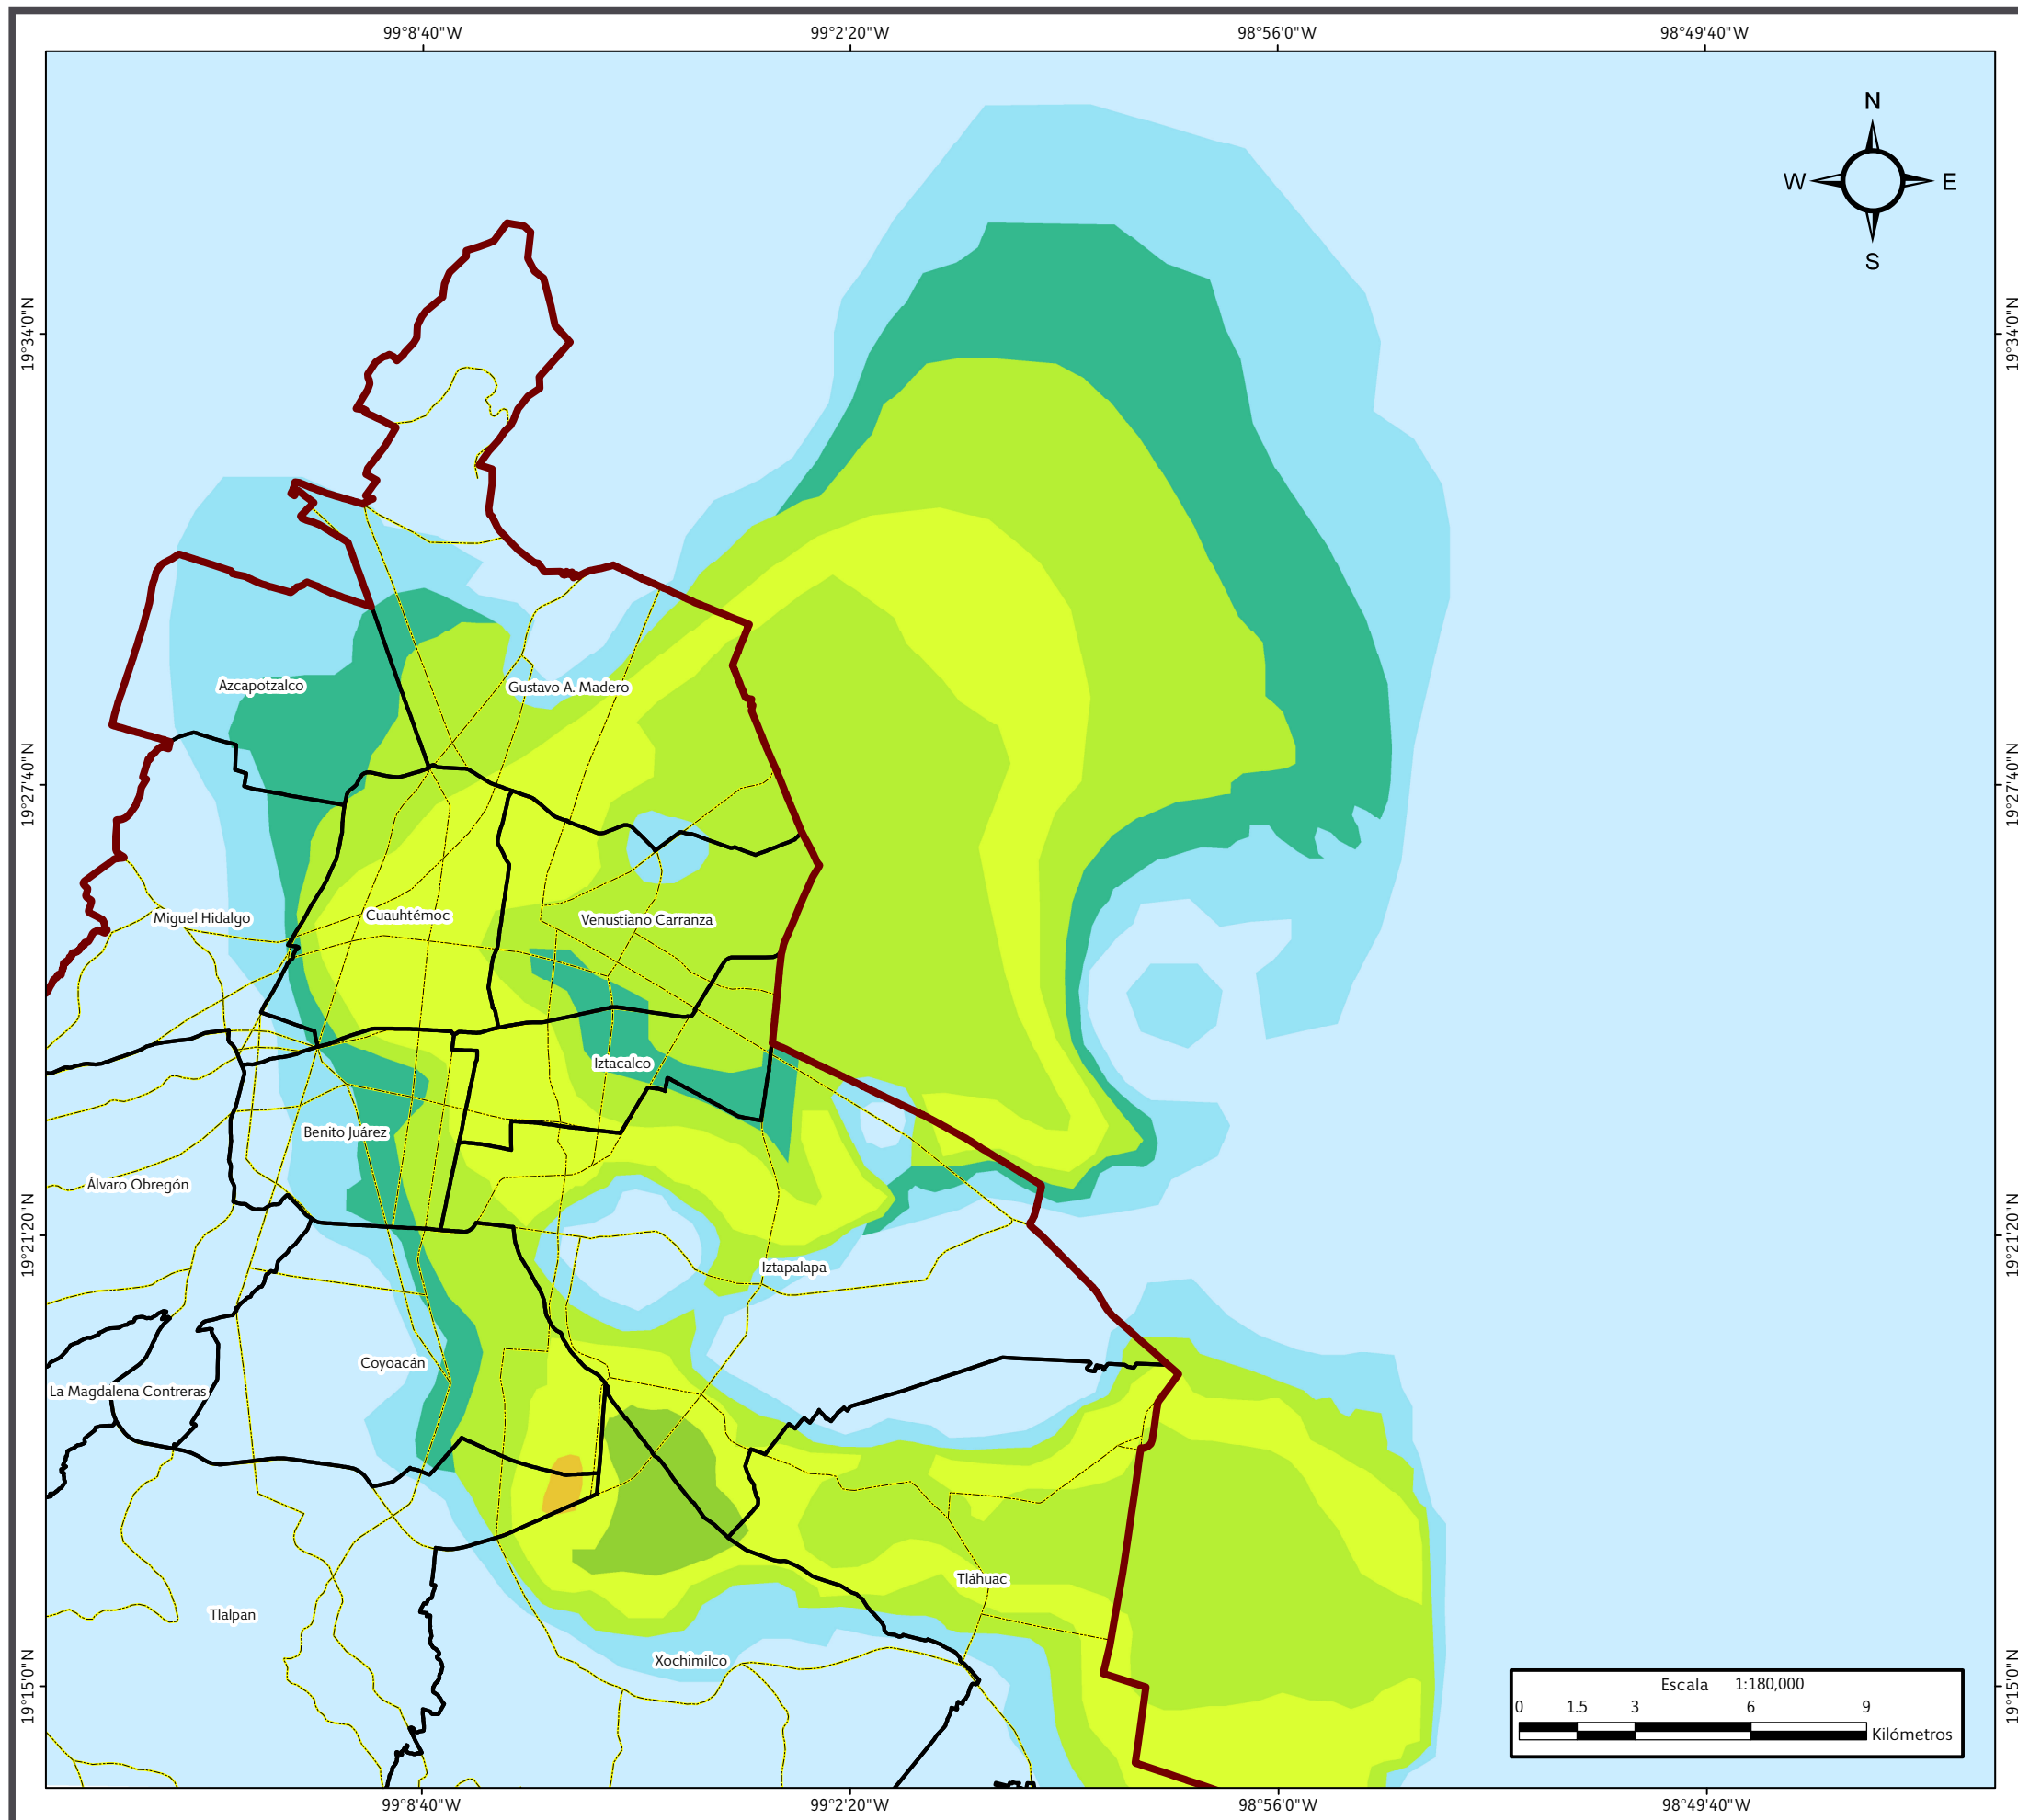 99°8'40"W
99°2'20"W
98°56'0"W
98°49'40"W
N
W
E
S
19°34'0"N
19°34'0"N
Azcapotzalco
Gustavo A. Madero
19°27'40"N
19°27'40"N
Miguel Hidalgo
Cuauhtémoc
Venustiano Carranza
Iztacalco
Benito Juárez
Álvaro Obregón
19°21'20"N
19°21'20"N
Iztapalapa
Coyoacán
La Magdalena Contreras
Tláhuac
Tlalpan
Xochimilco
19°15'0"N
19°15'0"N
Escala 1:180,000
0 1.5 3 6 9
Kilómetros
99°8'40"W
99°2'20"W
98°56'0"W
98°49'40"W